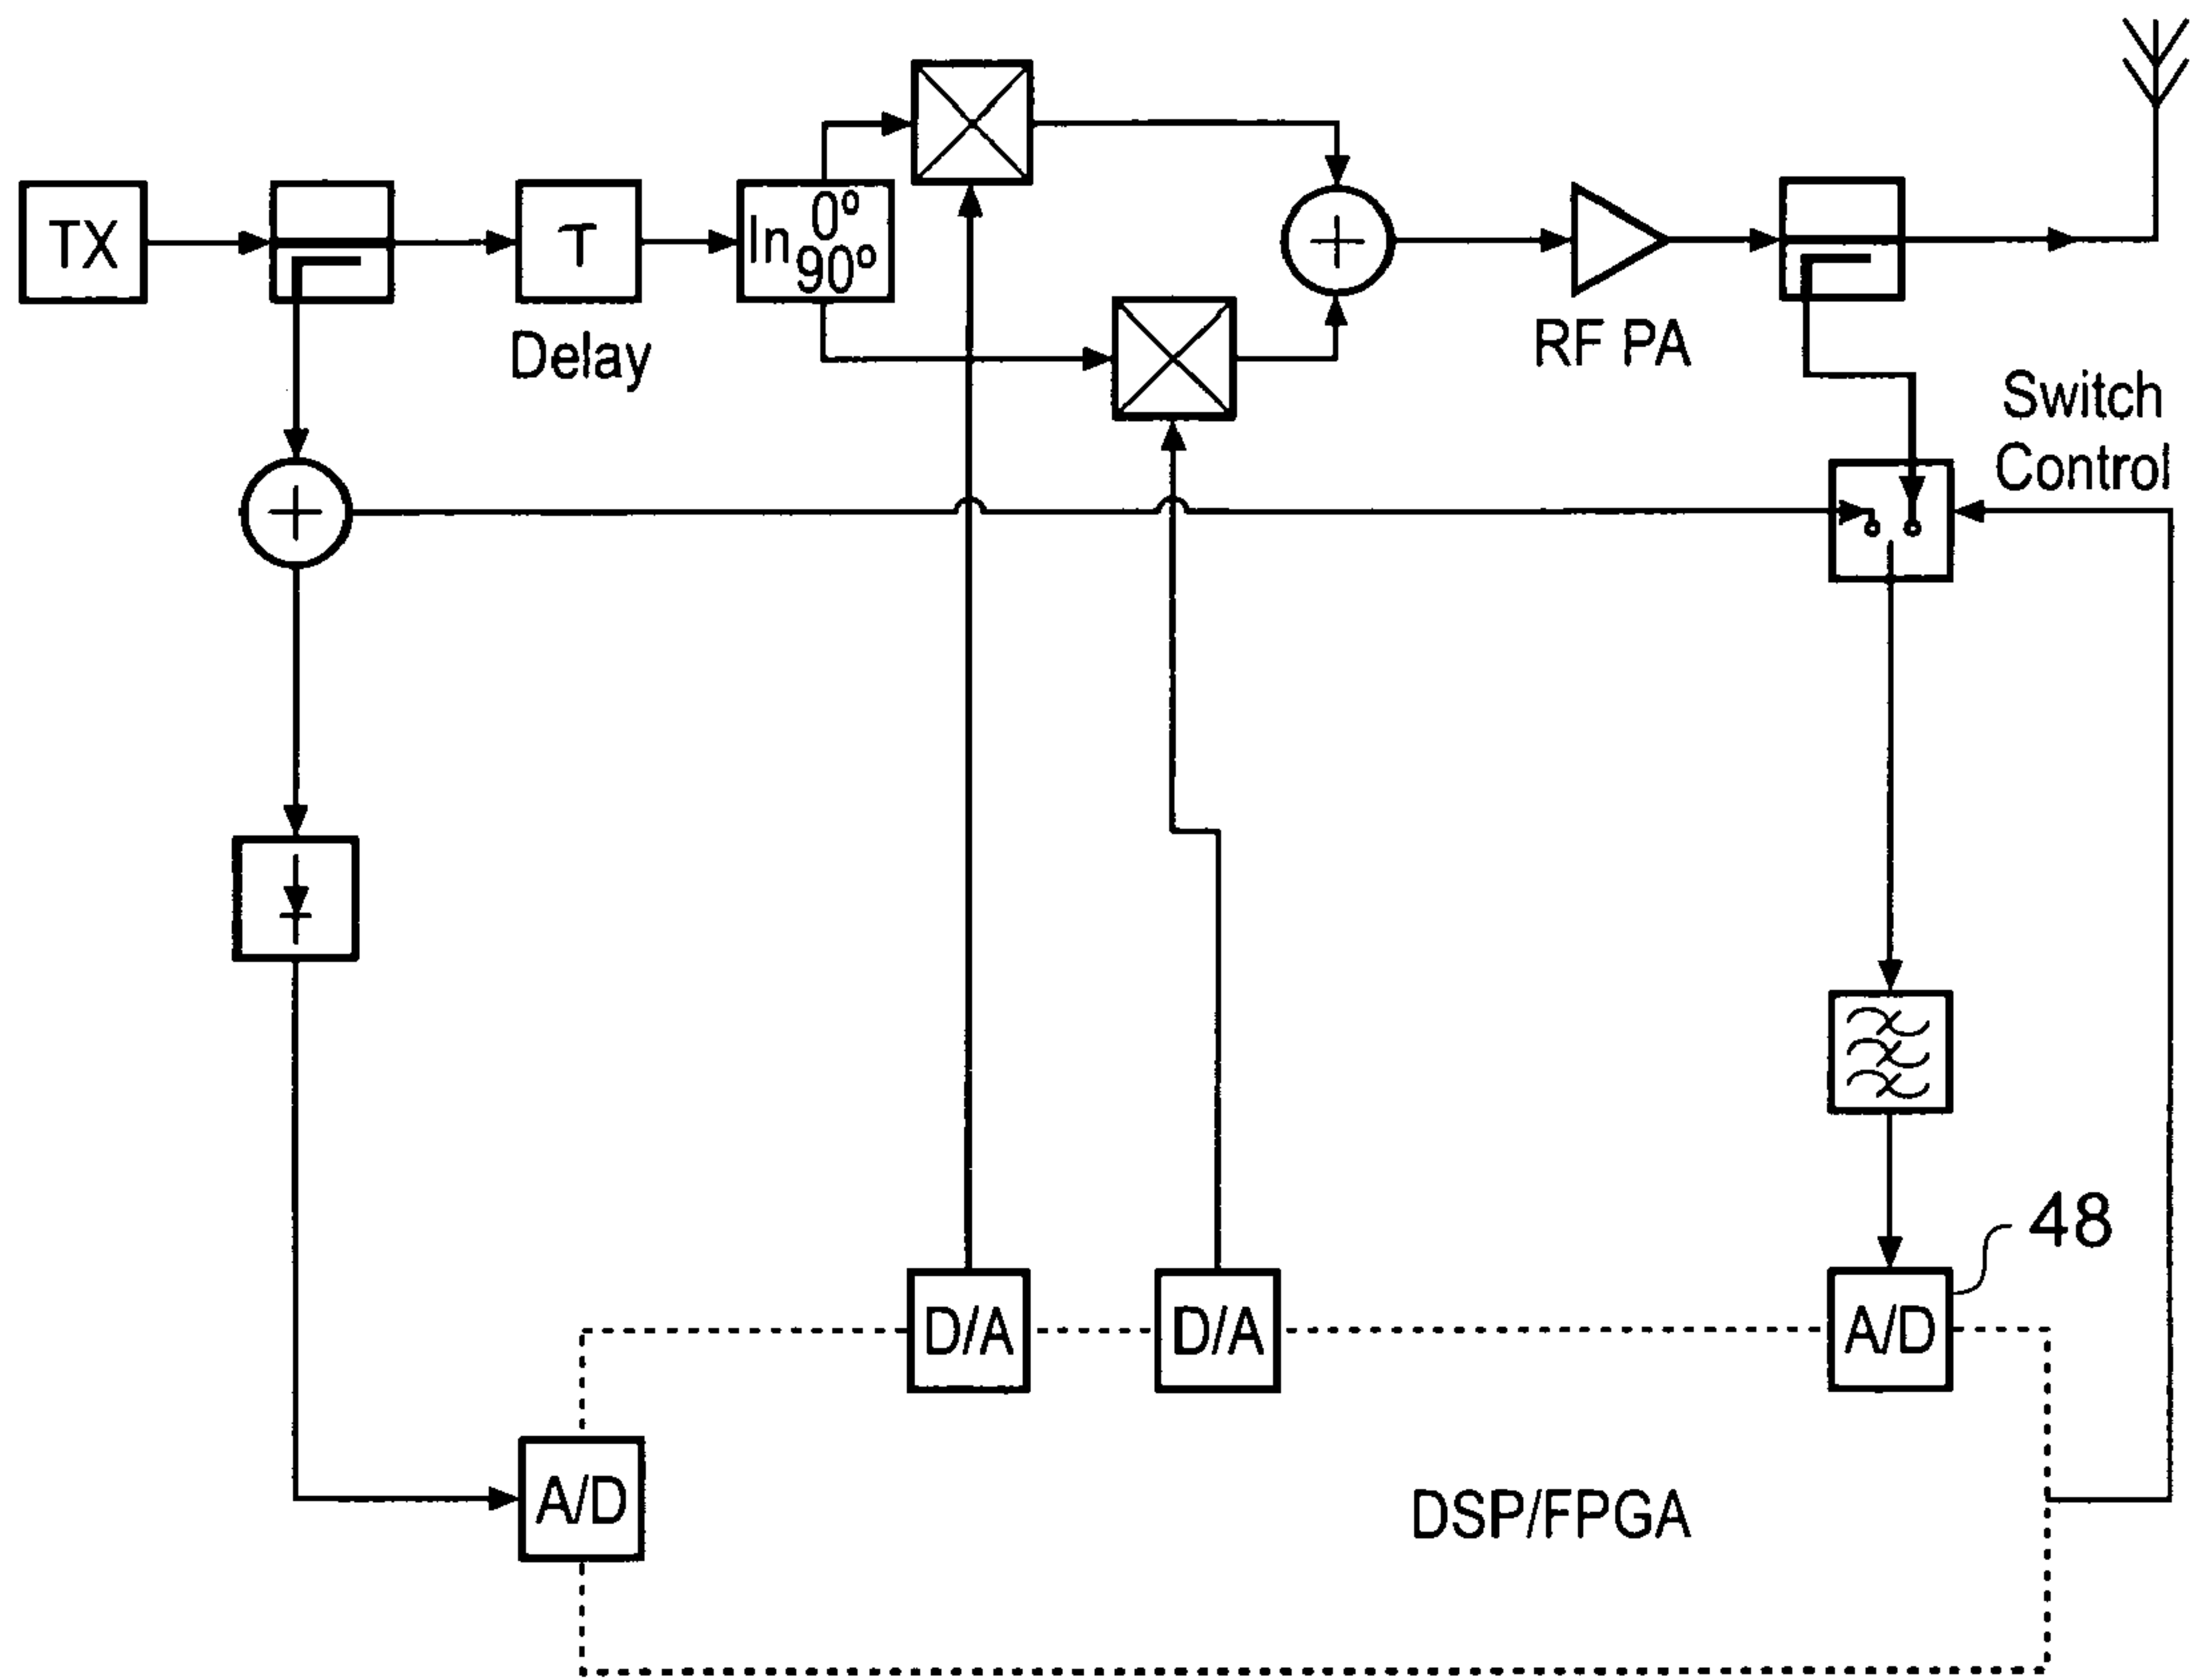 TX
T
Delay
In
0°
90°
RF PA
Switch
Control
48
D/A
D/A
A/D
A/D
DSP/FPGA